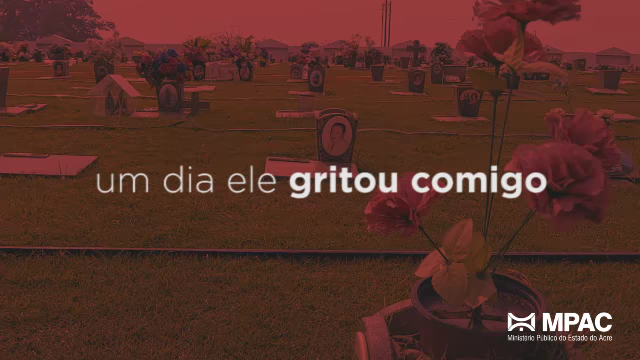 um dia ele gritou comigo
MPAC
Ministério Público do Estado do Acre